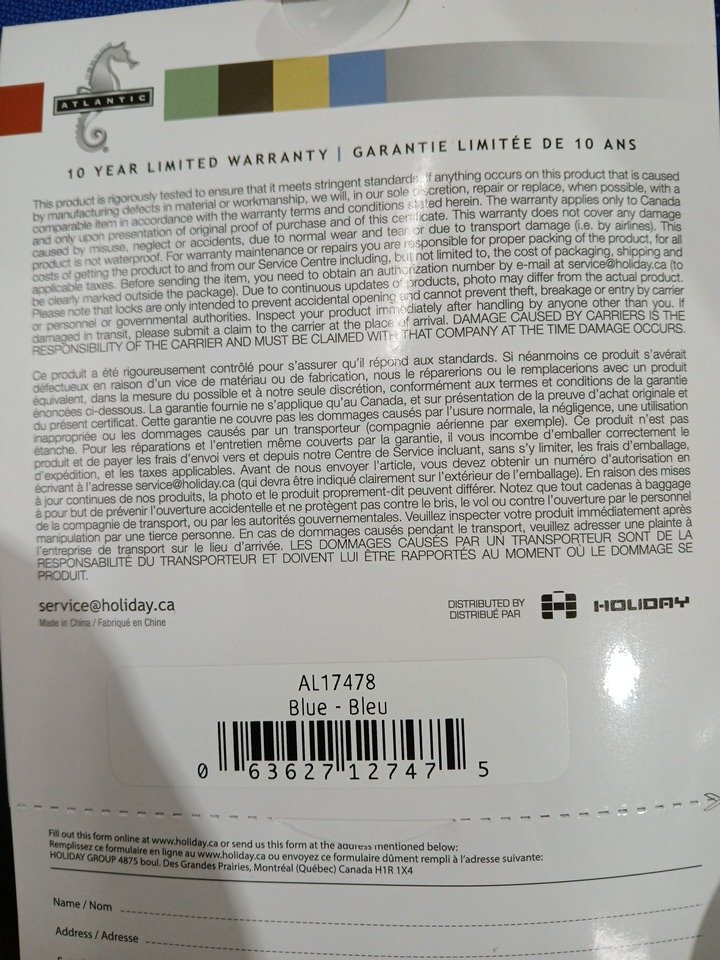 ATLANTIC
10 YEAR LIMITED WARRANTY | GARANTIE LIMITÉE DE 10 ANS
This product is rigorously tested to ensure that it meets stringent standards. If anything occurs on this product that is caused
by manufacturing defects in material or workmanship, we will, in our sole discretion, repair or replace, when possible, with a
comparable item in accordance with the warranty terms and conditions stated herein. The warranty applies only to Canada
and only upon presentation of original proof of purchase and of this certificate. This warranty does not cover any damage
caused by misuse, neglect or accidents, due to normal wear and tear or due to transport damage (i.e. by airlines). This
product is not waterproof. For warranty maintenance or repairs you are responsible for proper packing of the product, for all
costs of getting the product to and from our Service Centre including, but not limited to, the cost of packaging, shipping and
applicable taxes. Before sending the item, you need to obtain an authorization number by e-mail at service@holiday.ca (to
be clearly marked outside the package). Due to continuous updates of products, photo may differ from the actual product.
Please note that locks are only intended to prevent accidental opening and cannot prevent theft, breakage or entry by carrier
or personnel or governmental authorities. Inspect your product immediately after handling by anyone other than you. If
damaged in transit, please submit a claim to the carrier at the place of arrival. DAMAGE CAUSED BY CARRIERS IS THE
RESPONSIBILITY OF THE CARRIER AND MUST BE CLAIMED WITH THAT COMPANY AT THE TIME DAMAGE OCCURS.
Ce produit a été rigoureusement contrôlé pour s'assurer qu'il répond aux standards. Si néanmoins ce produit s'avérait
défectueux en raison d'un vice de matériau ou de fabrication, nous le réparerions ou le remplacerions avec un produit
équivalent, dans la mesure du possible et à notre seule discrétion, conformément aux termes et conditions de la garantie
énoncées ci-dessous. La garantie fournie ne s'applique qu'au Canada, et sur présentation de la preuve d'achat originale et
du présent certificat. Cette garantie ne couvre pas les dommages causés par l'usure normale, la négligence, une utilisation
inappropriée ou les dommages causés par un transporteur (compagnie aérienne par exemple). Ce produit n'est pas
étanche. Pour les réparations et l'entretien même couverts par la garantie, il vous incombe d'emballer correctement le
produit et de payer les frais d'envoi vers et depuis notre Centre de Service incluant, sans s'y limiter, les frais d'emballage,
d'expédition, et les taxes applicables. Avant de nous envoyer l'article, vous devez obtenir un numéro d'autorisation en
écrivant à l'adresse service@holiday.ca (qui devra être indiqué clairement sur l'extérieur de l'emballage). En raison des mises
à jour continues de nos produits, la photo et le produit proprement-dit peuvent différer. Notez que tout cadenas à baggage
à pour but de prévenir l'ouverture accidentelle et ne protègent pas contre le bris, le vol ou contre l'ouverture par le personnel
de la compagnie de transport, ou par les autorités gouvernementales. Veuillez inspecter votre produit immédiatement après
manipulation par une tierce personne. En cas de dommages causés pendant le transport, veuillez adresser une plainte à
l'entreprise de transport sur le lieu d'arrivée. LES DOMMAGES CAUSÉS PAR UN TRANSPORTEUR SONT DE LA
RESPONSABILITÉ DU TRANSPORTEUR ET DOIVENT LUI ÊTRE RAPPORTÉS AU MOMENT OÙ LE DOMMAGE SE
PRODUIT.
service@holiday.ca
Made in China / Fabriqué en Chine
DISTRIBUTED BY
DISTRIBUÉ PAR
HOLIDAY
AL17478
Blue - Bleu
0 63627 12747 5
Fill out this form online at www.holiday.ca or send us this form at the address mentioned below:
Remplissez ce formulaire en ligne au www.holiday.ca ou envoyez ce formulaire dûment rempli à l'adresse suivante:
HOLIDAY GROUP 4875 boul. Des Grandes Prairies, Montréal (Québec) Canada H1R 1X4
Name / Nom
Address / Adresse